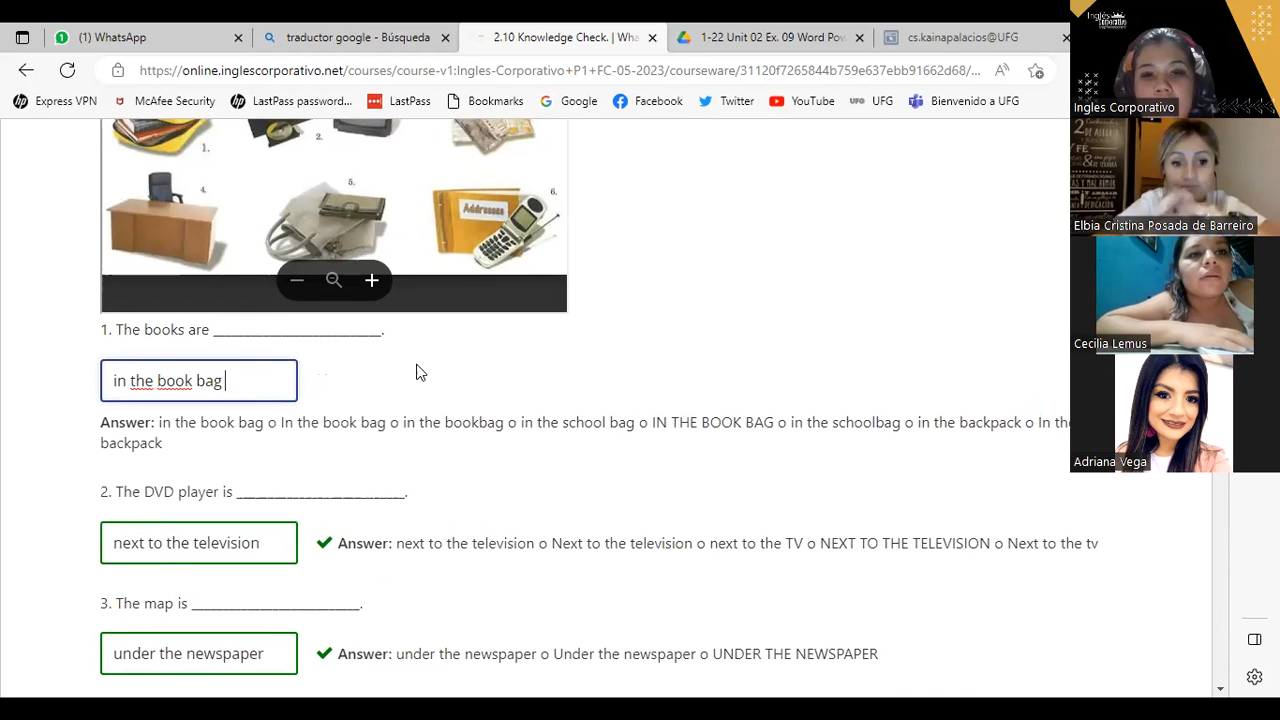 (1) WhatsApp
traductor google - Búsqueda
2.10 Knowledge Check. | Wha
1-22 Unit 02 Ex. 09 Word Pow
cs.kainapalacios@UFG
https://online.inglescorporativo.net/courses/course-v1:Ingles-Corporativo+P1+FC-05-2023/courseware/31120f7265844b759e637ebb91662d68/...
Express VPN
McAfee Security
LastPass password...
LastPass
Bookmarks
Google
Facebook
Twitter
YouTube
UFG
UFG
Bienvenido a UFG
1.
2.
4.
5.
6.
Addresses
1. The books are _________________________.
in the book bag
Answer: in the book bag o In the book bag o in the bookbag o in the school bag o IN THE BOOK BAG o in the schoolbag o in the backpack o In the
backpack
2. The DVD player is _________________________.
next to the television
Answer: next to the television o Next to the television o next to the TV o NEXT TO THE TELEVISION o Next to the tv
3. The map is _________________________.
under the newspaper
Answer: under the newspaper o Under the newspaper o UNDER THE NEWSPAPER
Inglés
Corporativo
Ingles Corporativo
Elbia Cristina Posada de Barreiro
Cecilia Lemus
Adriana Vega